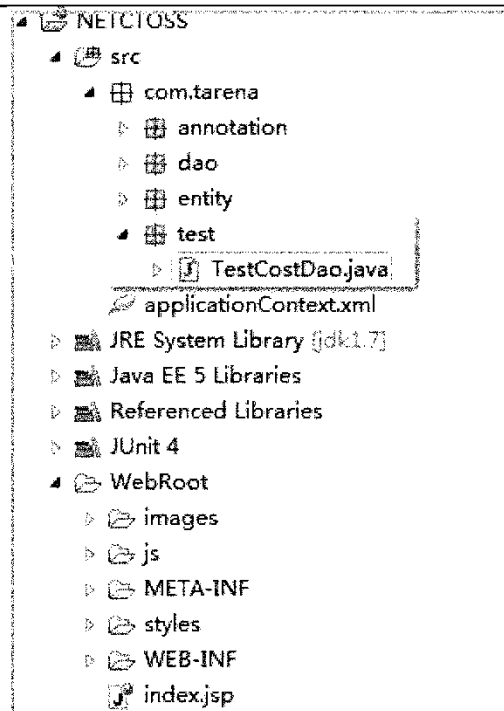 NETCTOSS
src
com.tarena
annotation
dao
entity
test
TestCostDao.java
applicationContext.xml
JRE System Library [jdk1.7]
Java EE 5 Libraries
Referenced Libraries
JUnit 4
WebRoot
images
js
META-INF
styles
WEB-INF
index.jsp